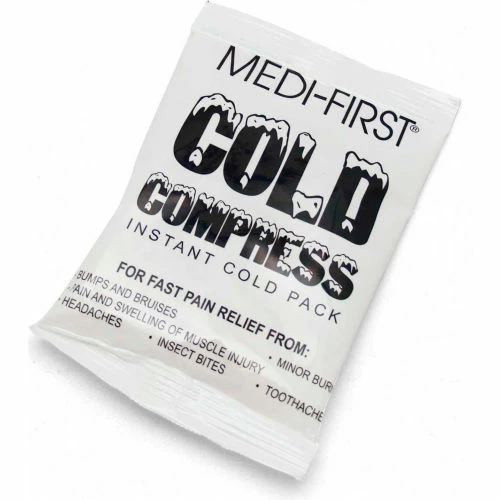 MEDI-FIRST®
COLD
COMPRESS
INSTANT COLD PACK
FOR FAST PAIN RELIEF FROM:
BUMPS AND BRUISES
PAIN AND SWELLING OF MUSCLE INJURY
• MINOR BUR
HEADACHES
• INSECT BITES
• TOOTHACHE